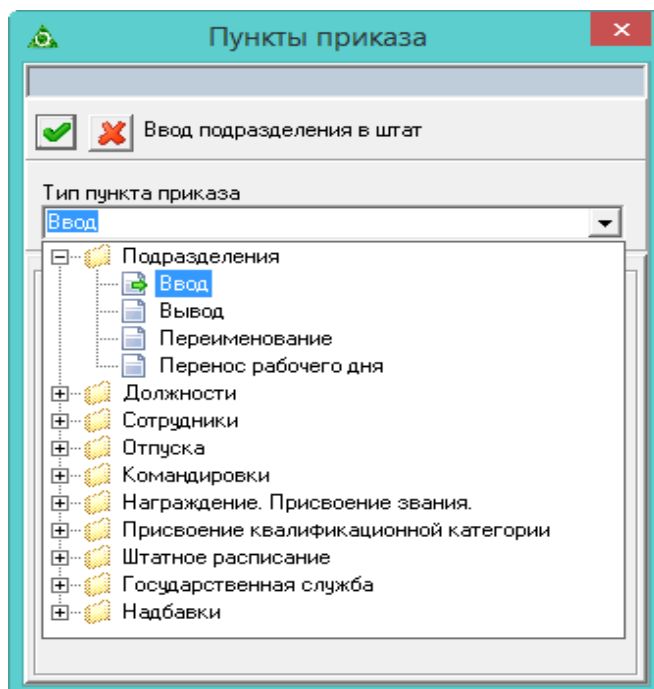 Пункты приказа
Ввод подразделения в штат
Тип пункта приказа
Ввод
Подразделения
Ввод
Вывод
Переименование
Перенос рабочего дня
Должности
Сотрудники
Отпуска
Командировки
Награждение. Присвоение звания.
Присвоение квалификационной категории
Штатное расписание
Государственная служба
Надбавки